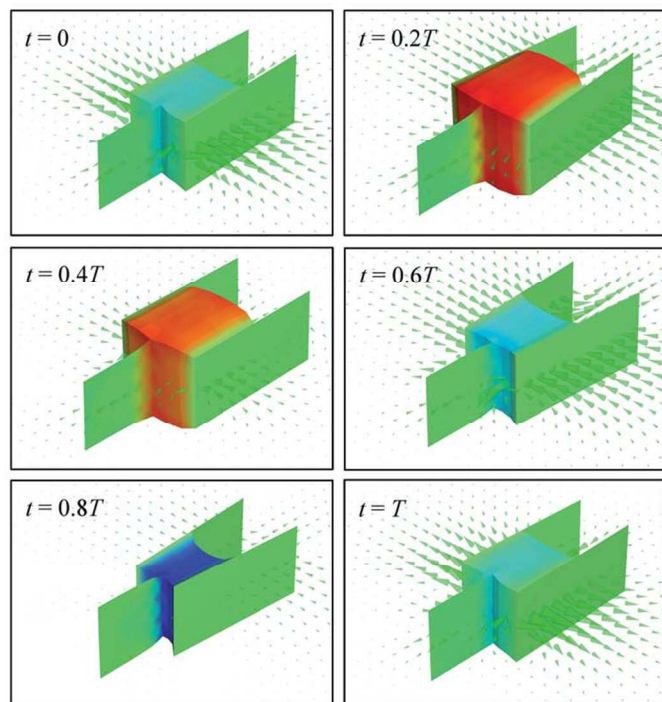 t = 0
t = 0.2T
t = 0.4T
t = 0.6T
t = 0.8T
t = T